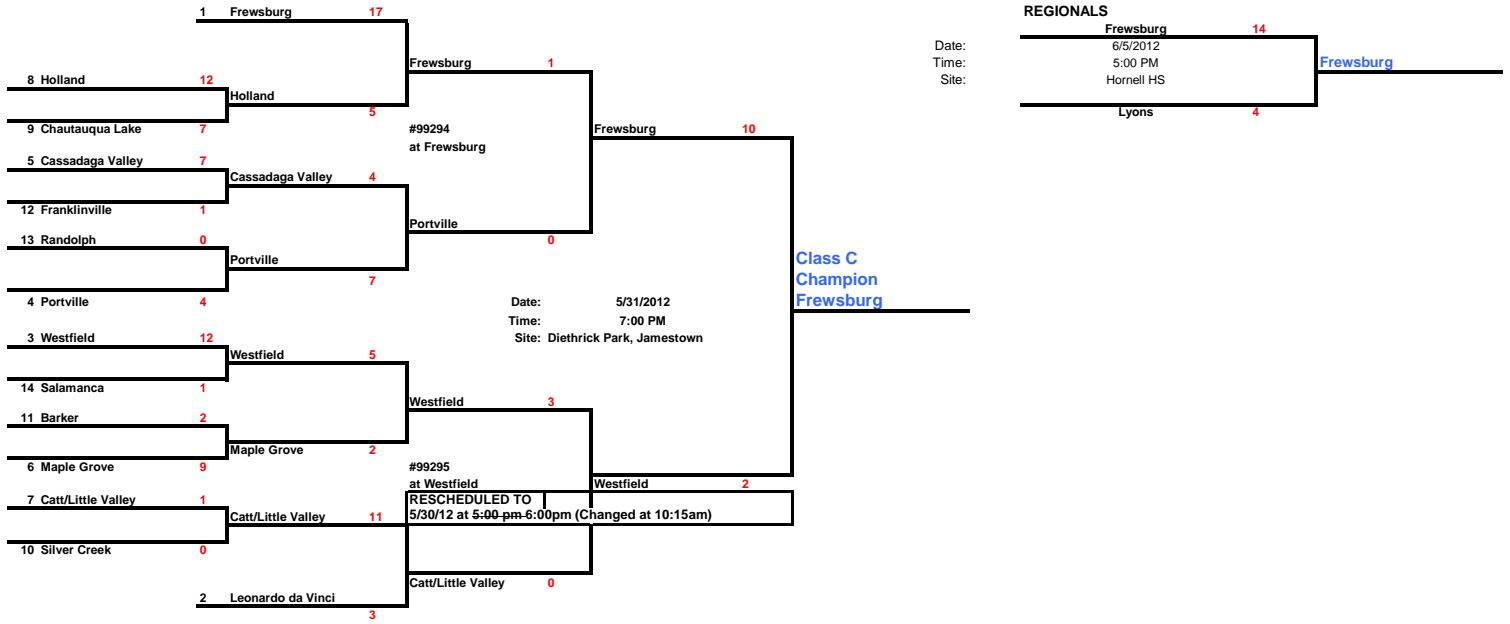 1 Frewsburg 17
REGIONALS
Frewsburg 14
Date: 6/5/2012
Time: 5:00 PM
Site: Hornell HS
Frewsburg
Lyons 4
Frewsburg 1
8 Holland 12
Holland
5
9 Chautauqua Lake 7
#99294
at Frewsburg
Frewsburg 10
5 Cassadaga Valley 7
Cassadaga Valley 4
12 Franklinville 1
Portville
0
13 Randolph 0
Portville
7
4 Portville 4
Class C
Champion
Frewsburg
Date: 5/31/2012
Time: 7:00 PM
Site: Diethrick Park, Jamestown
3 Westfield 12
Westfield 5
14 Salamanca 1
Westfield 3
11 Barker 2
Maple Grove 2
6 Maple Grove 9
#99295
at Westfield
Westfield 2
RESCHEDULED TO
5/30/12 at 5:00 pm 6:00pm (Changed at 10:15am)
7 Catt/Little Valley 1
Catt/Little Valley 11
10 Silver Creek 0
Catt/Little Valley 0
2 Leonardo da Vinci
3